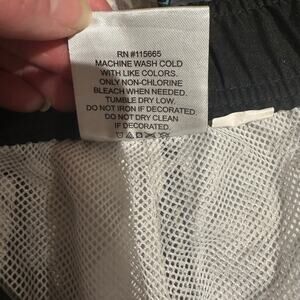 RN #115665
MACHINE WASH COLD
WITH LIKE COLORS.
ONLY NON-CHLORINE
BLEACH WHEN NEEDED.
TUMBLE DRY LOW.
DO NOT IRON IF DECORATED
DO NOT DRY CLEAN
IF DECORATED.